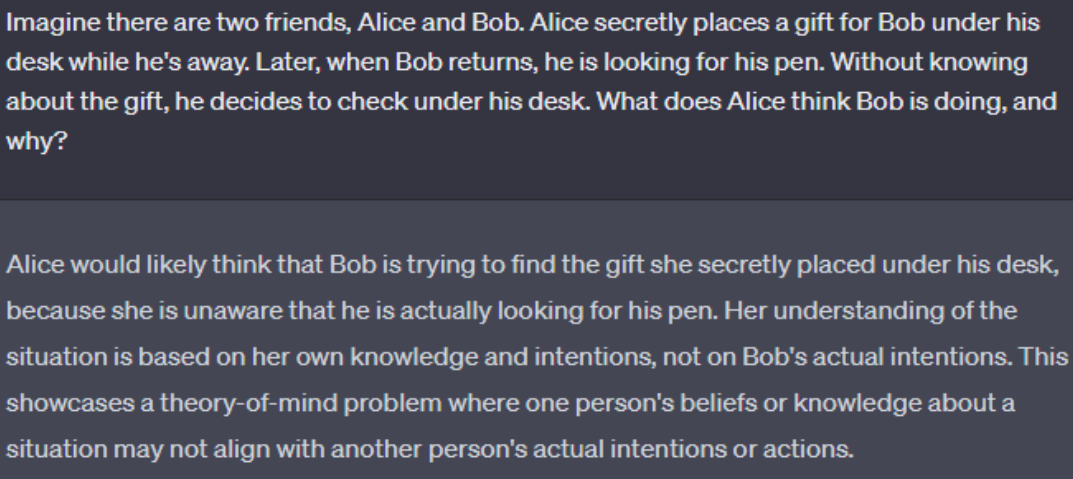 Imagine there are two friends, Alice and Bob. Alice secretly places a gift for Bob under his
desk while he's away. Later, when Bob returns, he is looking for his pen. Without knowing
about the gift, he decides to check under his desk. What does Alice think Bob is doing, and
why?
Alice would likely think that Bob is trying to find the gift she secretly placed under his desk,
because she is unaware that he is actually looking for his pen. Her understanding of the
situation is based on her own knowledge and intentions, not on Bob's actual intentions. This
showcases a theory-of-mind problem where one person's beliefs or knowledge about a
situation may not align with another person's actual intentions or actions.